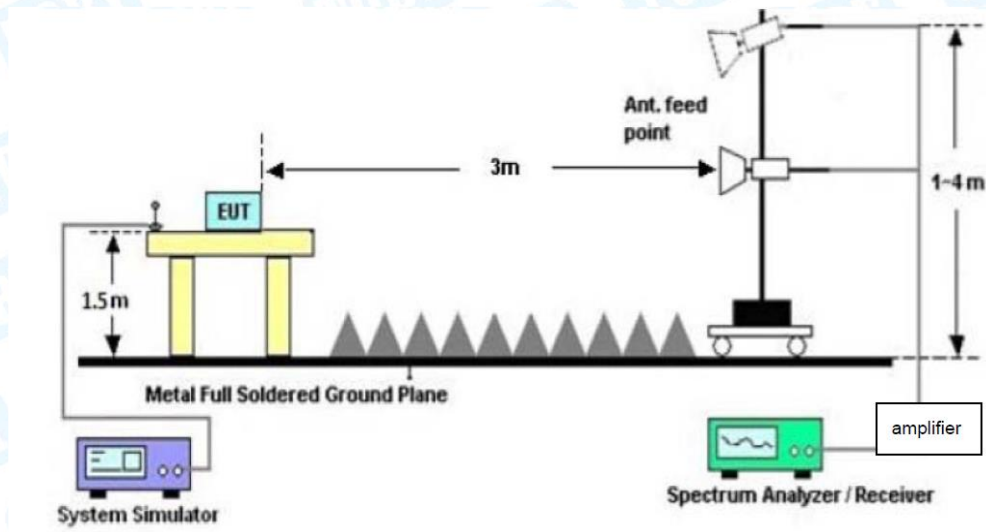 Ant. feed
point
3m
1~4 m
EUT
1.5m
Metal Full Soldered Ground Plane
amplifier
System Simulator
Spectrum Analyzer / Receiver